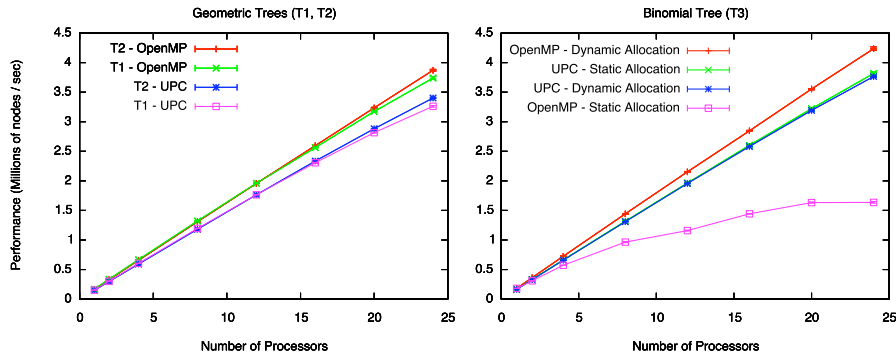 Geometric Trees (T1, T2)
4.5
4
3.5
3
2.5
2
1.5
1
0.5
0
Performance (Millions of nodes / sec)
T2 - OpenMP
T1 - OpenMP
T2 - UPC
T1 - UPC
0 5 10 15 20 25
Number of Processors
Binomial Tree (T3)
4.5
4
3.5
3
2.5
2
1.5
1
0.5
0
OpenMP - Dynamic Allocation
UPC - Static Allocation
UPC - Dynamic Allocation
OpenMP - Static Allocation
0 5 10 15 20 25
Number of Processors